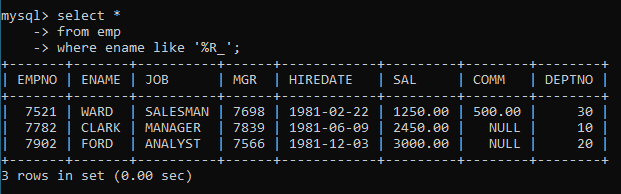 mysql> select *
    -> from emp
    -> where ename like '%R_';
+-------+-------+----------+------+------------+---------+--------+--------+
| EMPNO | ENAME | JOB      | MGR  | HIREDATE   | SAL     | COMM   | DEPTNO |
+-------+-------+----------+------+------------+---------+--------+--------+
|  7521 | WARD  | SALESMAN | 7698 | 1981-02-22 | 1250.00 | 500.00 |     30 |
|  7782 | CLARK | MANAGER  | 7839 | 1981-06-09 | 2450.00 |   NULL |     10 |
|  7902 | FORD  | ANALYST  | 7566 | 1981-12-03 | 3000.00 |   NULL |     20 |
+-------+-------+----------+------+------------+---------+--------+--------+
3 rows in set (0.00 sec)